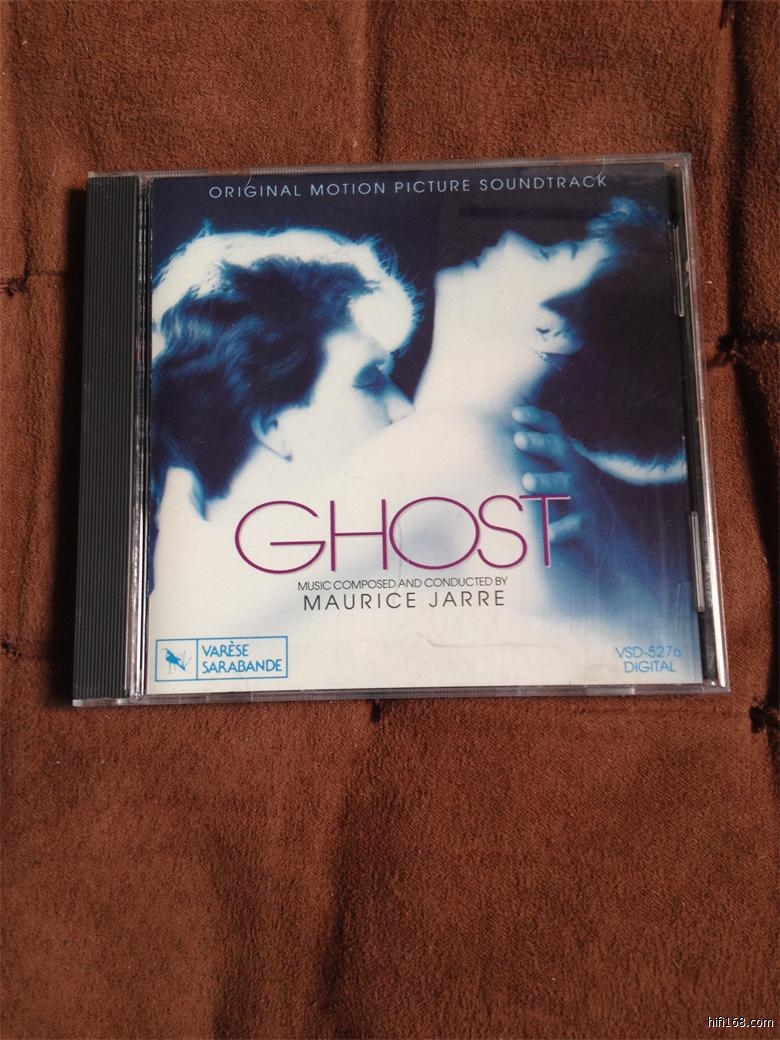 ORIGINAL MOTION PICTURE SOUNDTRACK
GHOST
MUSIC COMPOSED AND CONDUCTED BY
MAURICE JARRE
VARÈSE
SARABANDE
VSD-5276
DIGITAL
hifi168.com